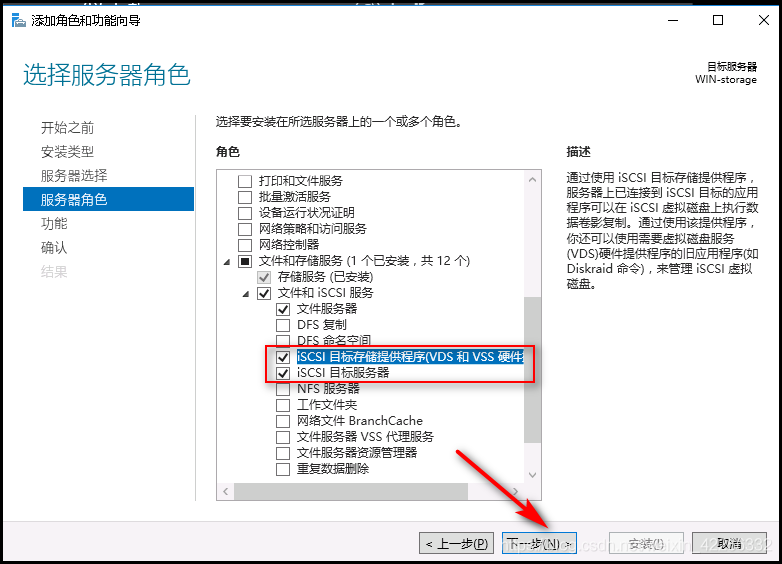 添加角色和功能向导
选择服务器角色
目标服务器
WIN-storage
开始之前
安装类型
服务器选择
服务器角色
功能
确认
结果
选择要安装在所选服务器上的一个或多个角色。
角色
打印和文件服务
批量激活服务
设备运行状况证明
网络策略和访问服务
网络控制器
文件和存储服务 (1 个已安装，共 12 个)
存储服务 (已安装)
文件和 iSCSI 服务
文件服务器
DFS 复制
DFS 命名空间
iSCSI 目标存储提供程序(VDS 和 VSS 硬件
iSCSI 目标服务器
NFS 服务器
工作文件夹
网络文件 BranchCache
文件服务器 VSS 代理服务
文件服务器资源管理器
重复数据删除
描述
通过使用 iSCSI 目标存储提供程序，
服务器上已连接到 iSCSI 目标的应用
程序可以在 iSCSI 虚拟磁盘上执行数
据卷影复制。通过使用该提供程序，
你还可以使用需要虚拟磁盘服务
(VDS)硬件提供程序的旧应用程序(如
Diskraid 命令)，来管理 iSCSI 虚拟
磁盘。
< 上一步(P)
下一步(N) >
安装(I)
取消